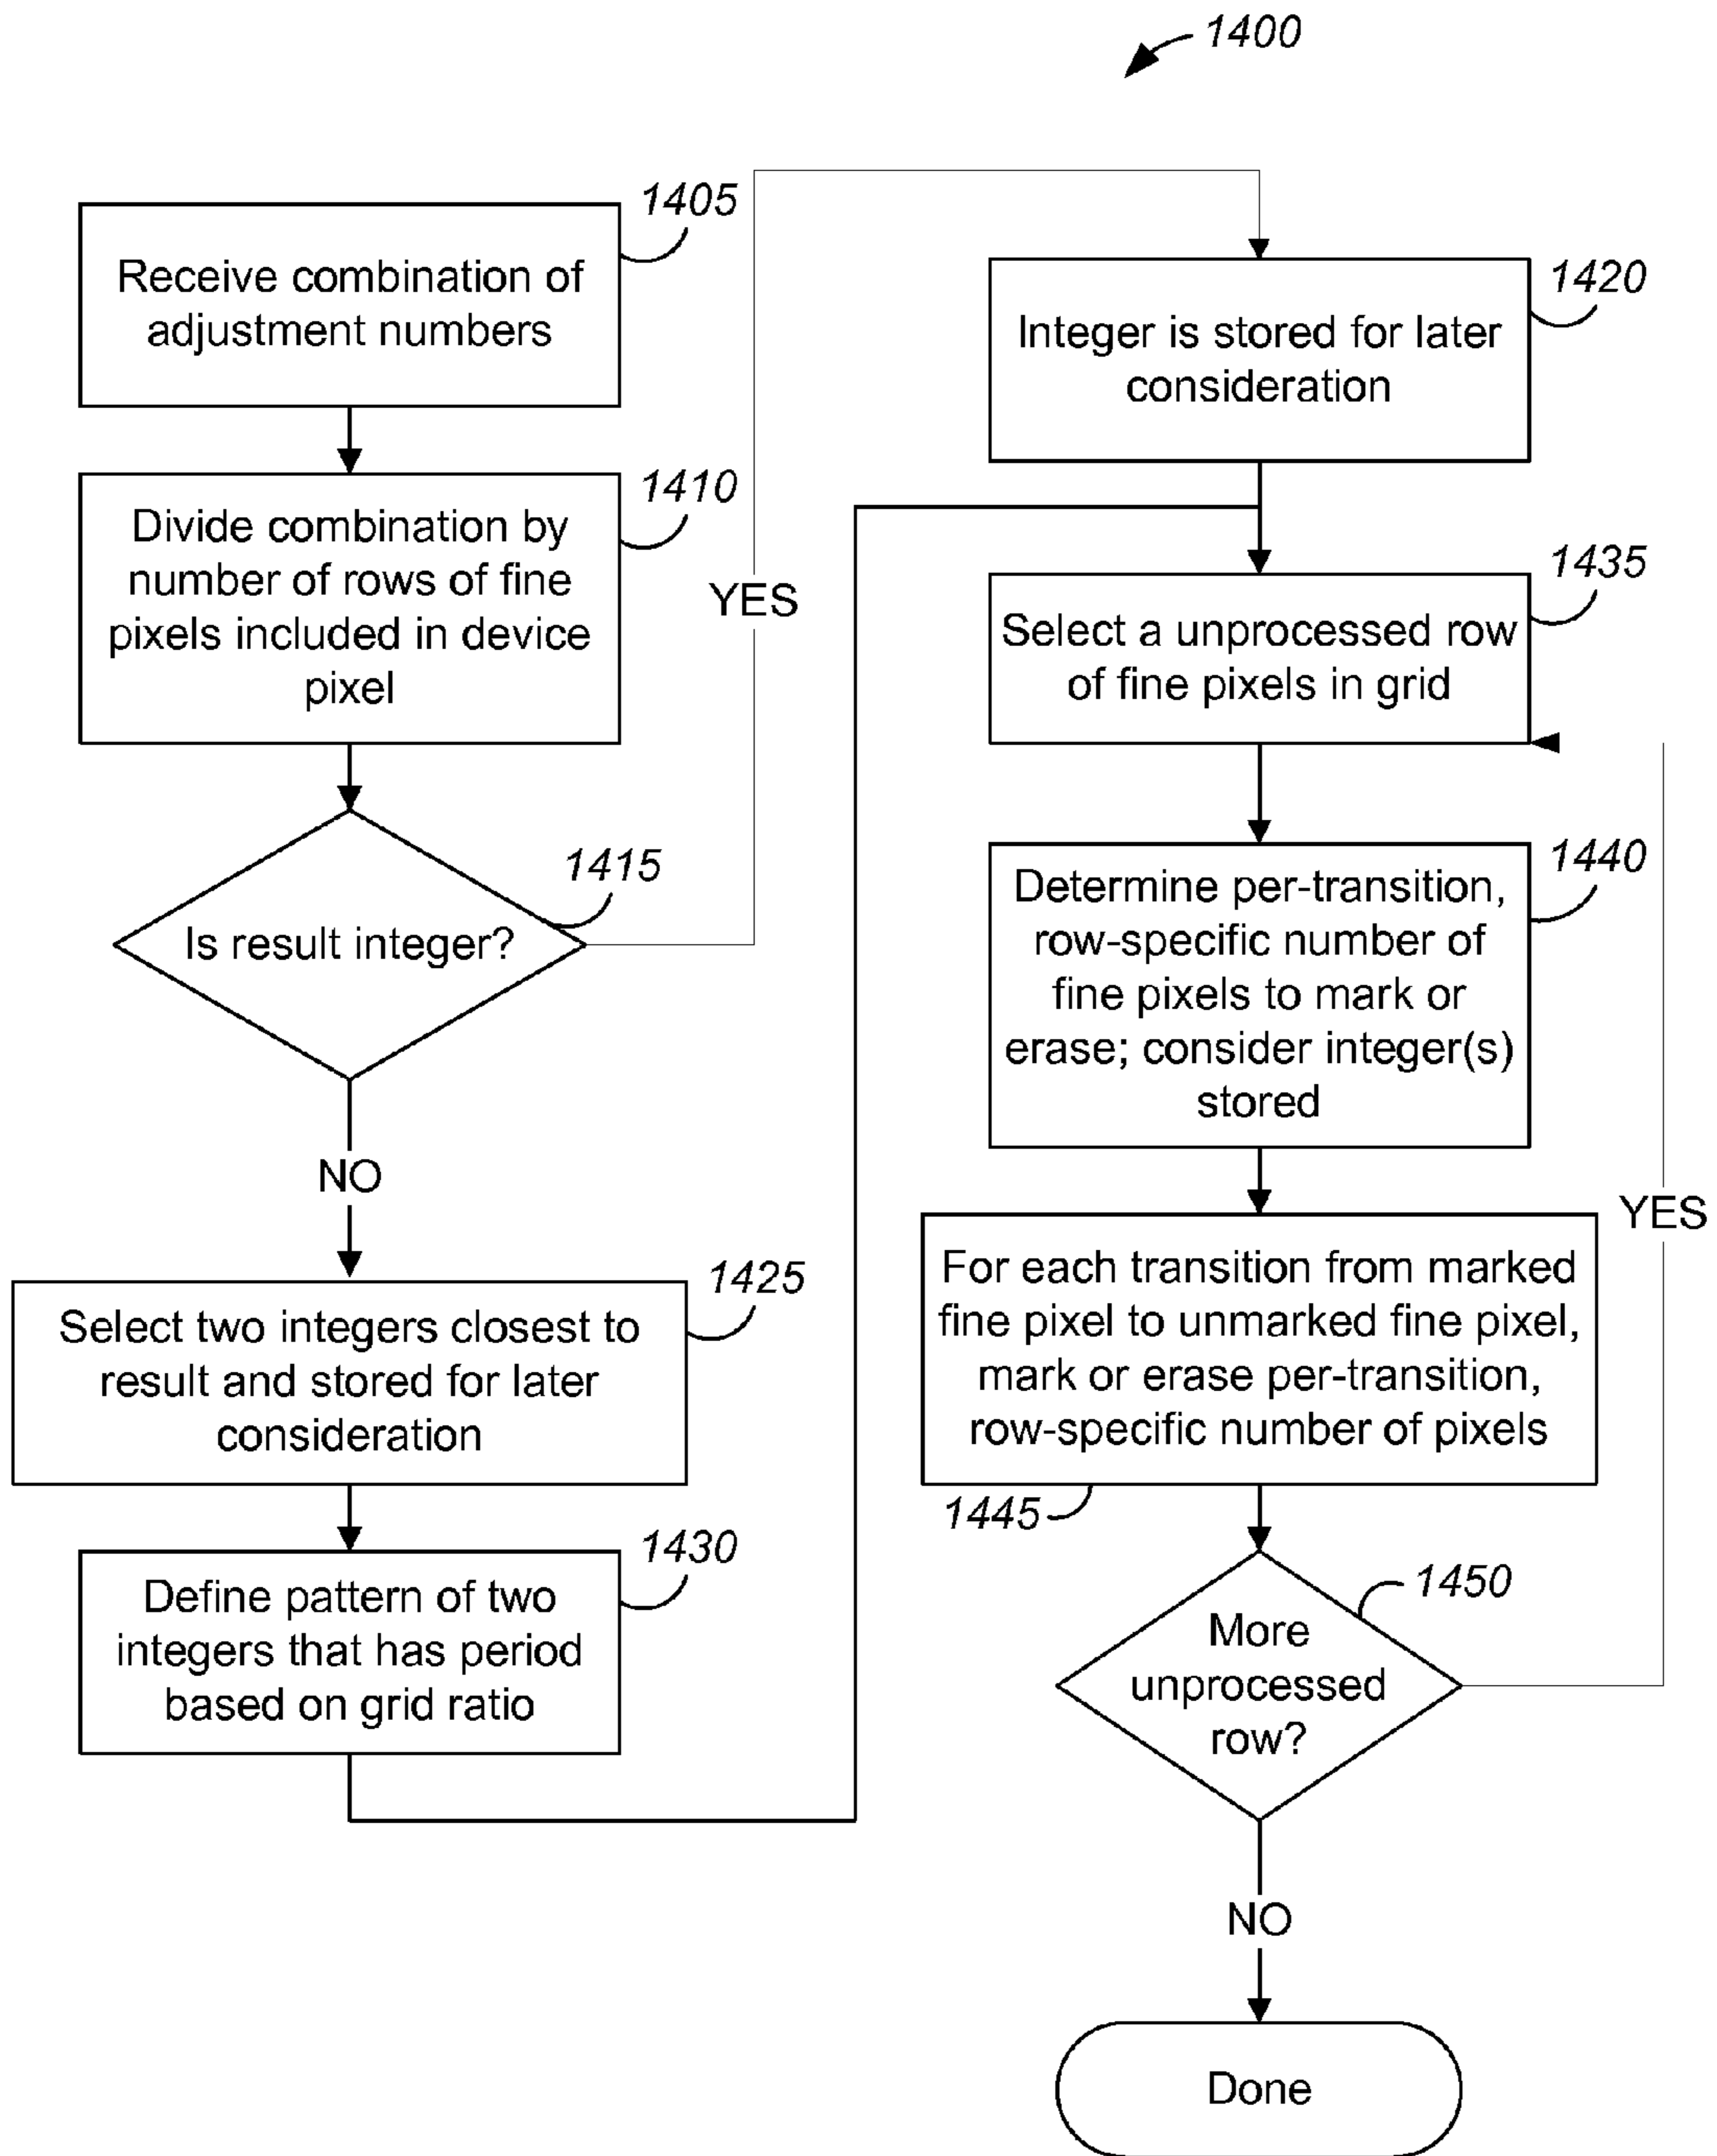 1400
1405
Receive combination of
adjustment numbers
1410
Divide combination by
number of rows of fine
pixels included in device
pixel
1415
Is result integer?
YES
NO
1425
Select two integers closest to
result and stored for later
consideration
1430
Define pattern of two
integers that has period
based on grid ratio
1420
Integer is stored for later
consideration
1435
Select a unprocessed row
of fine pixels in grid
1440
Determine per-transition,
row-specific number of
fine pixels to mark or
erase; consider integer(s)
stored
For each transition from marked
fine pixel to unmarked fine pixel,
mark or erase per-transition,
row-specific number of pixels
1445
1450
More
unprocessed
row?
YES
NO
Done